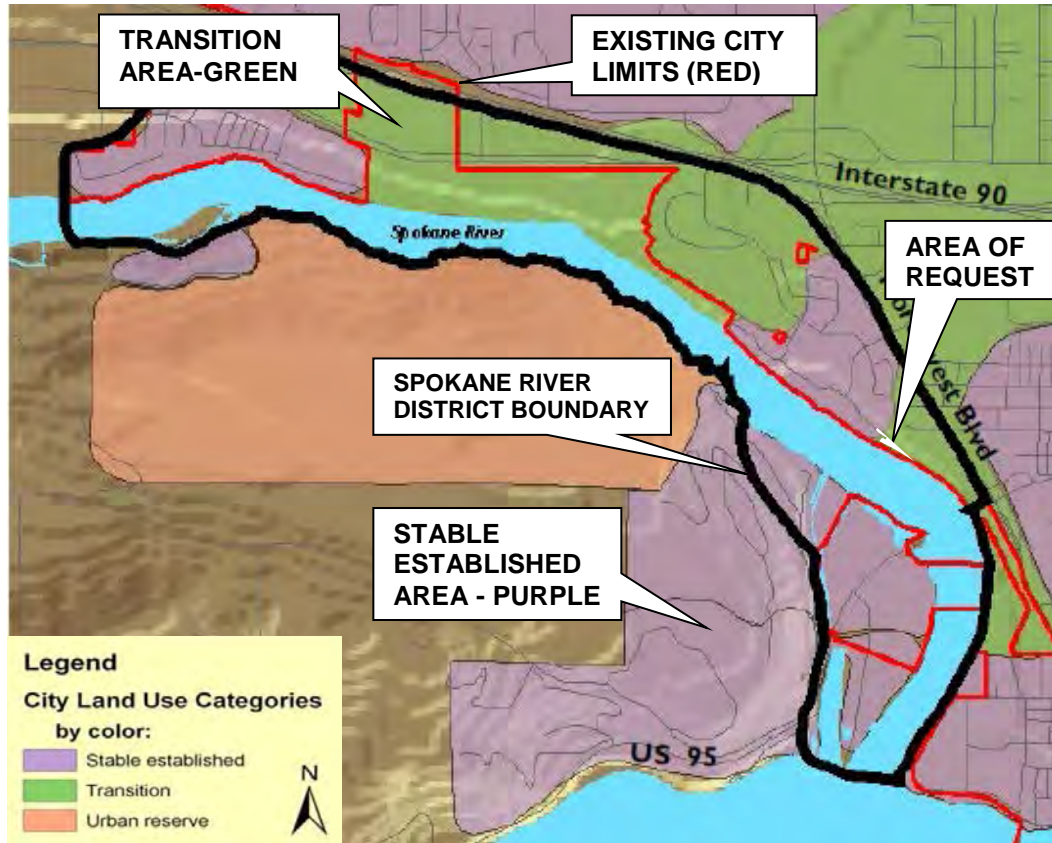 TRANSITION
AREA-GREEN
EXISTING CITY
LIMITS (RED)
Interstate 90
Spokane River
AREA OF
REQUEST
SPOKANE RIVER
DISTRICT BOUNDARY
Blvd
STABLE
ESTABLISHED
AREA - PURPLE
US 95
Legend
City Land Use Categories
by color:
Stable established
Transition
Urban reserve
N